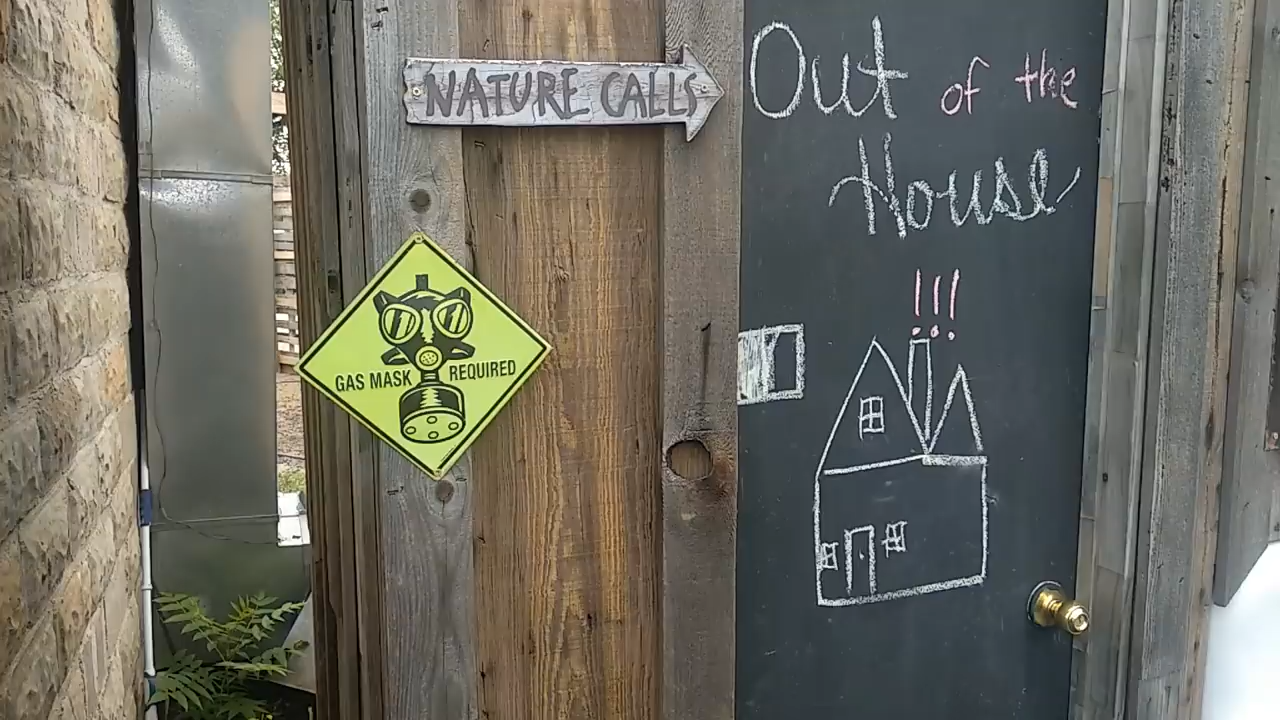 NATURE CALLS
GAS MASK REQUIRED
Out of the
House
!!!